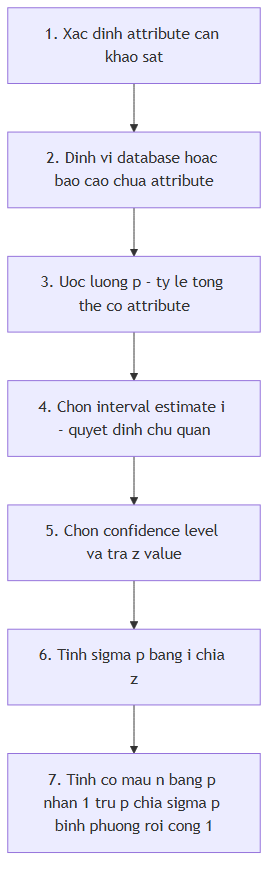 1. Xac dinh attribute can
khao sat
2. Dinh vi database hoac
bao cao chua attribute
3. Uoc luong p - ty le tong
the co attribute
4. Chon interval estimate i
- quyet dinh chu quan
5. Chon confidence level
va tra z value
6. Tinh sigma p bang i chia
z
7. Tinh co mau n bang p
nhan 1 tru p chia sigma p
binh phuong roi cong 1